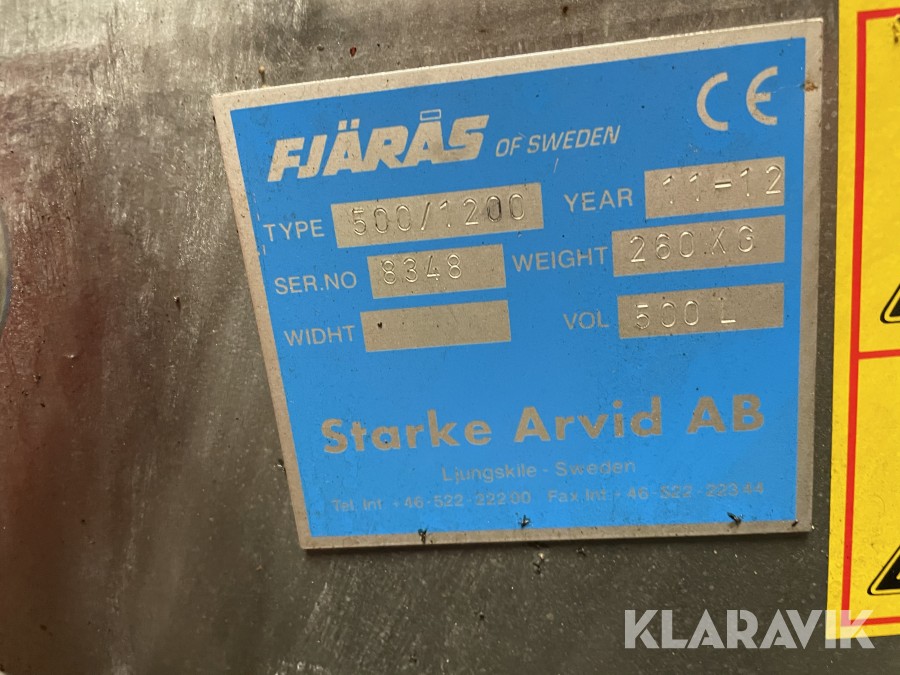 CE
FJÄRÅS OF SWEDEN
TYPE 500/1200 YEAR 11-12
SER.NO 8348 WEIGHT 260.KG
WIDHT VOL 500 L
Starke Arvid AB
Ljungskile - Sweden
Tel. Int +46-522-222 00 Fax Int + 46-522-223 44
KLARAVIK